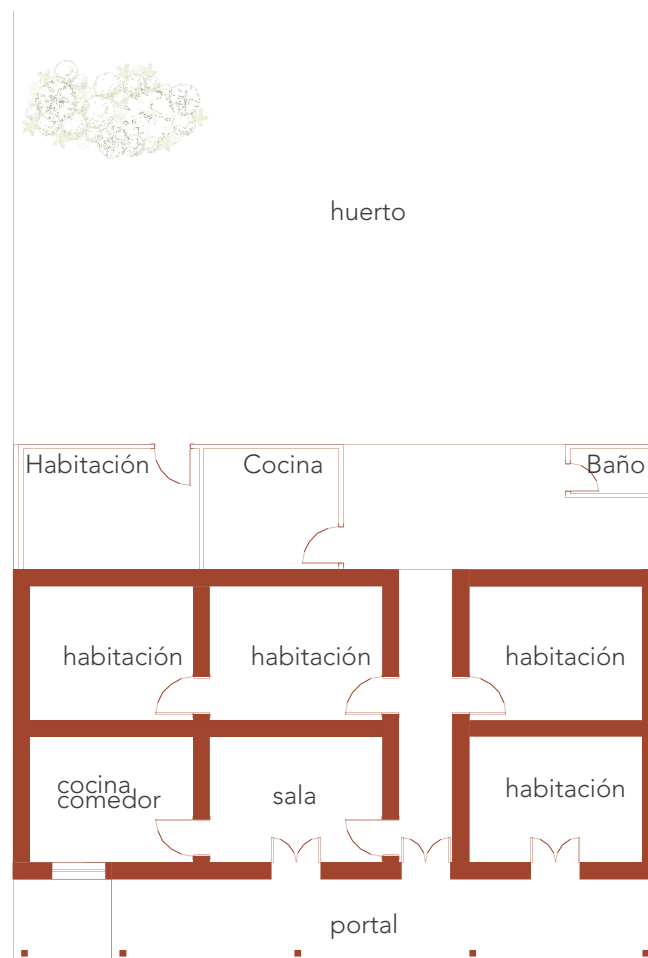 huerto
Habitación
Cocina
Baño
habitación
habitación
habitación
cocina
comedor
sala
habitación
portal